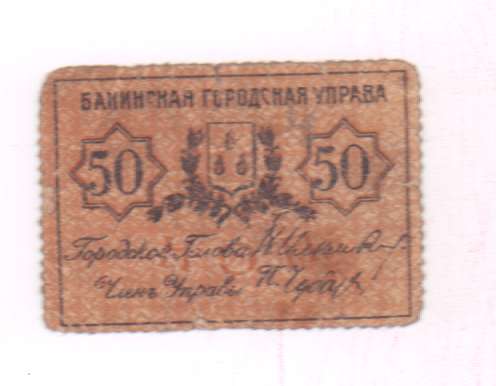 БАКИНСКАЯ ГОРОДСКАЯ УПРАВА
50 50
Городской Голова
Членъ Управы